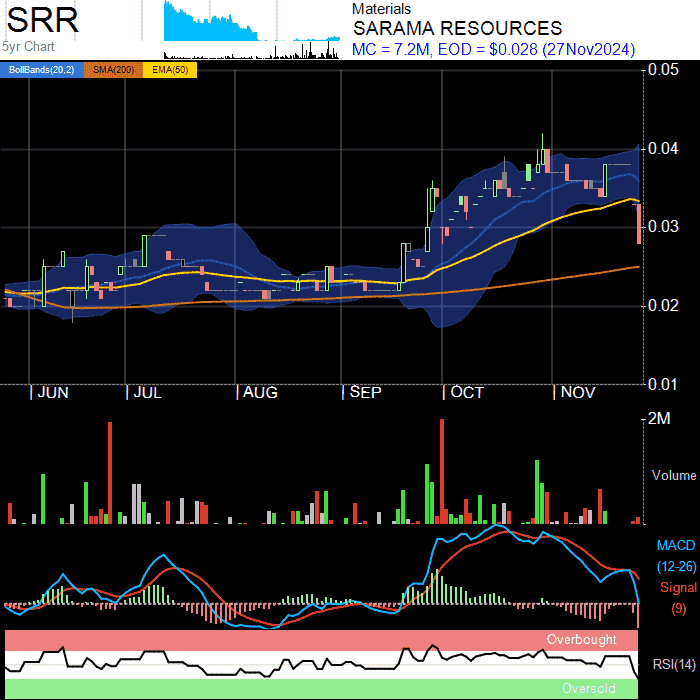 SRR
5yr Chart
Materials
SARAMA RESOURCES
MC = 7.2M, EOD = $0.028 (27Nov2024)
BollBands(20,2) SMA(200) EMA(50)
0.05
0.04
0.03
0.02
0.01
JUN JUL AUG SEP OCT NOV
2M
Volume
MACD
(12-26)
Signal
(9)
Overbought
RSI(14)
Oversold